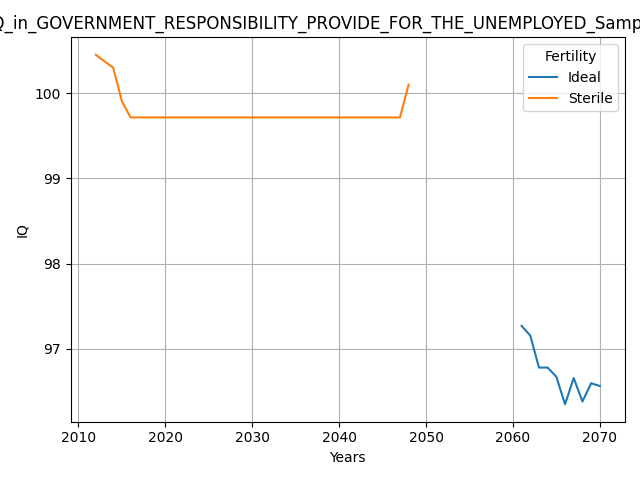 Q_in_GOVERNMENT_RESPONSIBILITY_PROVIDE_FOR_THE_UNEMPLOYED_Samp
Fertility
Ideal
Sterile
100
99
98
97
IQ
2010 2020 2030 2040 2050 2060 2070
Years